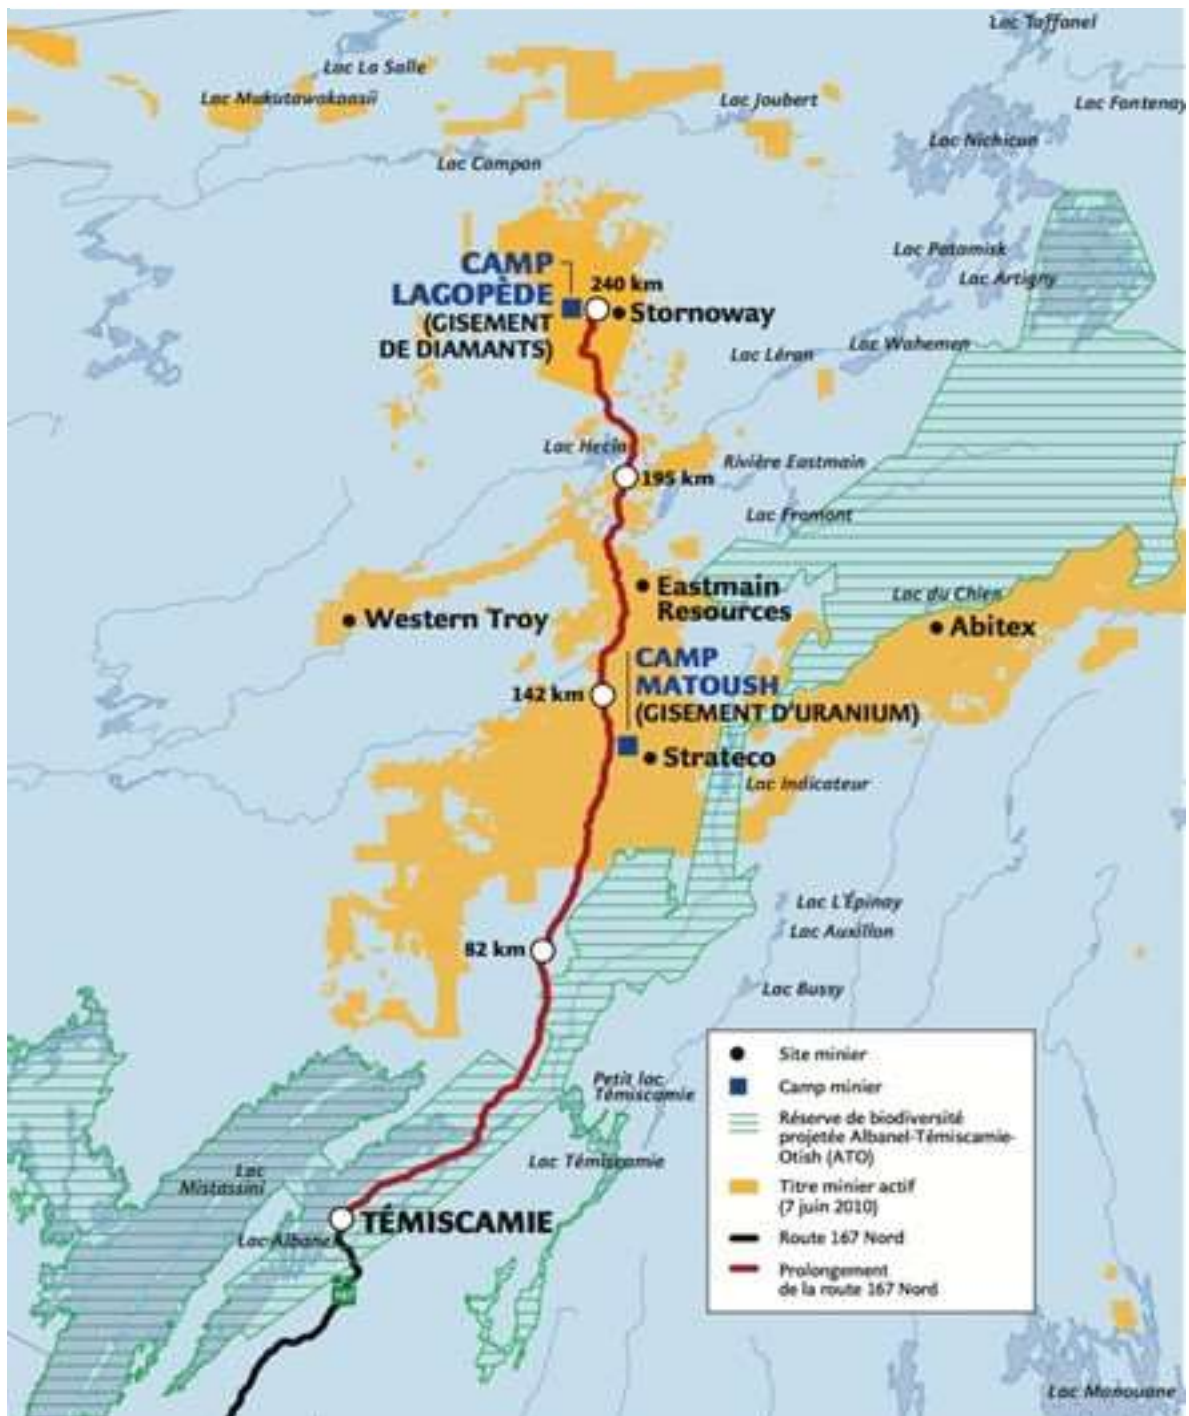 Lac Taffanel
Lac La Salle
Lac Mukutawakaasii
Lac Joubert
Lac Fontenay
Lac Nichicun
Lac Campan
Lac Patamisk
CAMP
LAGOPÈDE
(GISEMENT
DE DIAMANTS)
240 km
Stornoway
Lac Artigny
Lac Léran
Lac Wahemen
Lac Hecla
Rivière Eastmain
195 km
Lac Fromont
Eastmain
Resources
Lac du Chien
Western Troy
Abitex
CAMP
MATOUSH
(GISEMENT D'URANIUM)
142 km
Strateco
Lac Indicateur
Lac L'Épinay
Lac Auxillon
82 km
Lac Bussy
Petit lac
Témiscamie
Lac Témiscamie
Lac
Mistassini
TÉMISCAMIE
Lac Albanel
Site minier
Camp minier
Réserve de biodiversité
projetée Albanel-Témiscamie-
Otish (ATO)
Titre minier actif
(7 juin 2010)
Route 167 Nord
Prolongement
de la route 167 Nord
Lac Manouane